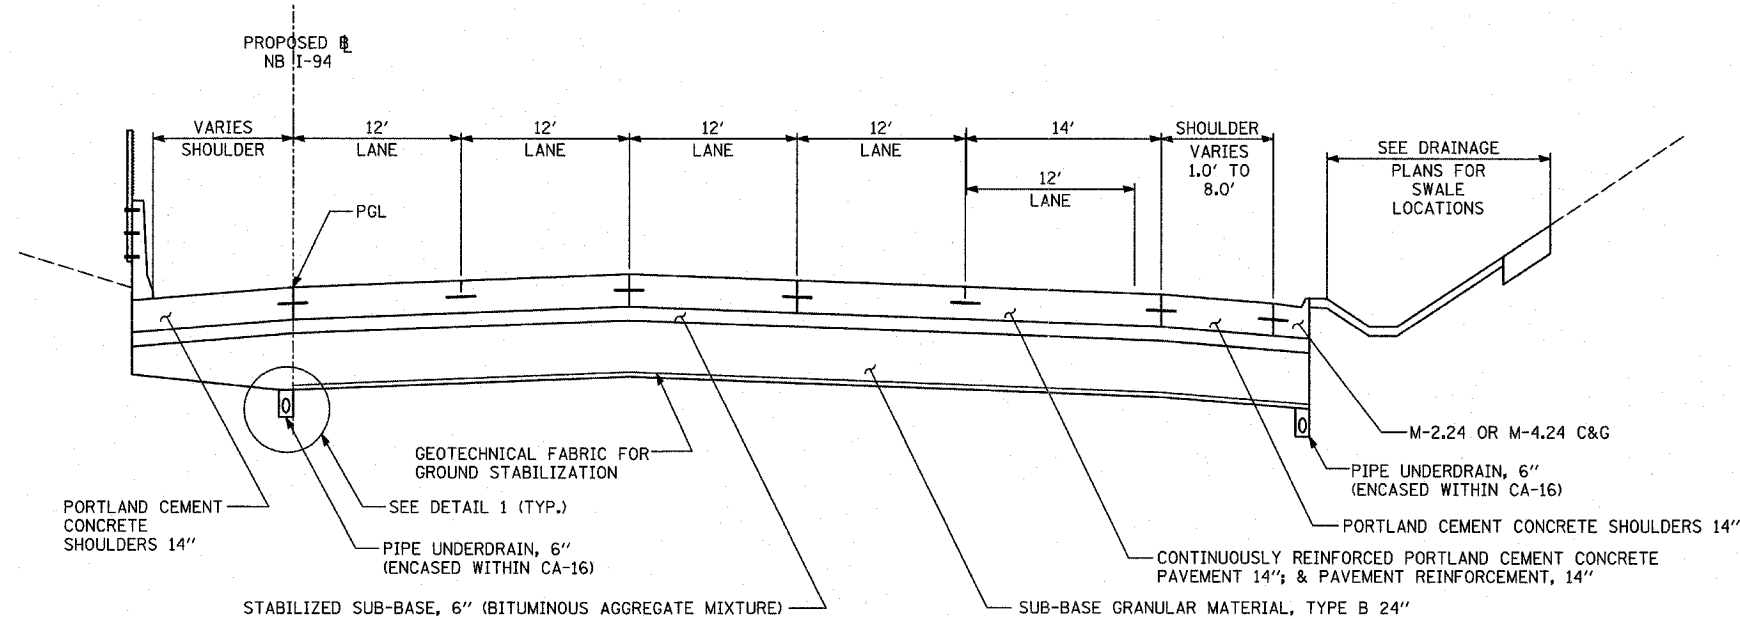 PROPOSED ℄
NB I-94
VARIES
SHOULDER
12'
LANE
12'
LANE
12'
LANE
12'
LANE
14'
12'
LANE
SHOULDER
VARIES
1.0' TO
8.0'
SEE DRAINAGE
PLANS FOR
SWALE
LOCATIONS
PGL
GEOTECHNICAL FABRIC FOR
GROUND STABILIZATION
M-2.24 OR M-4.24 C&G
PIPE UNDERDRAIN, 6"
(ENCASED WITHIN CA-16)
PORTLAND CEMENT
CONCRETE
SHOULDERS 14"
SEE DETAIL 1 (TYP.)
PORTLAND CEMENT CONCRETE SHOULDERS 14"
PIPE UNDERDRAIN, 6"
(ENCASED WITHIN CA-16)
CONTINUOUSLY REINFORCED PORTLAND CEMENT CONCRETE
PAVEMENT 14"; & PAVEMENT REINFORCEMENT, 14"
STABILIZED SUB-BASE, 6" (BITUMINOUS AGGREGATE MIXTURE)
SUB-BASE GRANULAR MATERIAL, TYPE B 24"